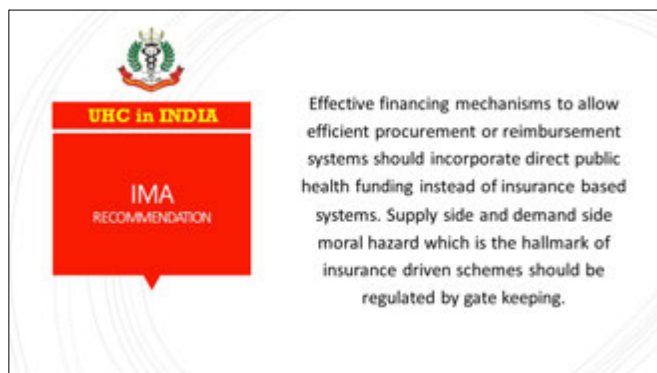 UHC in INDIA
IMA
RECOMMENDATION
Effective financing mechanisms to allow
efficient procurement or reimbursement
systems should incorporate direct public
health funding instead of insurance based
systems. Supply side and demand side
moral hazard which is the hallmark of
insurance driven schemes should be
regulated by gate keeping.